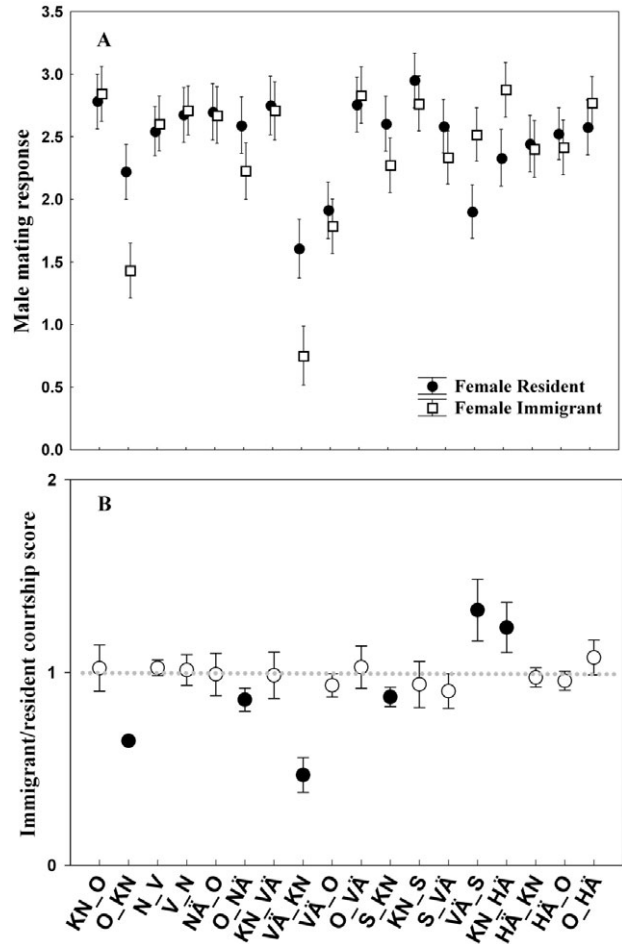 A
Male mating response
3.5
3.0
2.5
2.0
1.5
1.0
0.5
0.0
Female Resident
Female Immigrant
B
Immigrant/resident courtship score
2
1
0
KN_O
O_KN
N_V
V_N
NÄ_O
O_NÄ
KN_VÄ
VÄ_KN
VÄ_O
O_VÄ
S_KN
KN_S
S_VÄ
VÄ_S
KN_HÄ
HÄ_KN
HÄ_O
O_HÄ